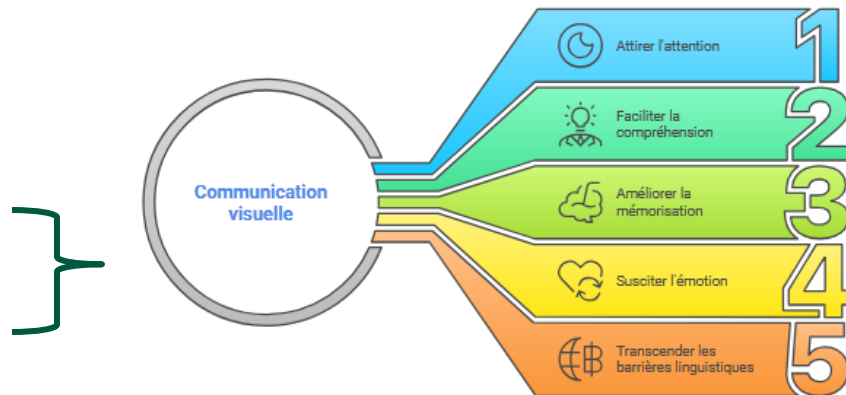 Communication
visuelle
Attirer l'attention
1
Faciliter la
compréhension
2
Améliorer la
mémorisation
3
Susciter l'émotion
4
Transcender les
barrières linguistiques
5